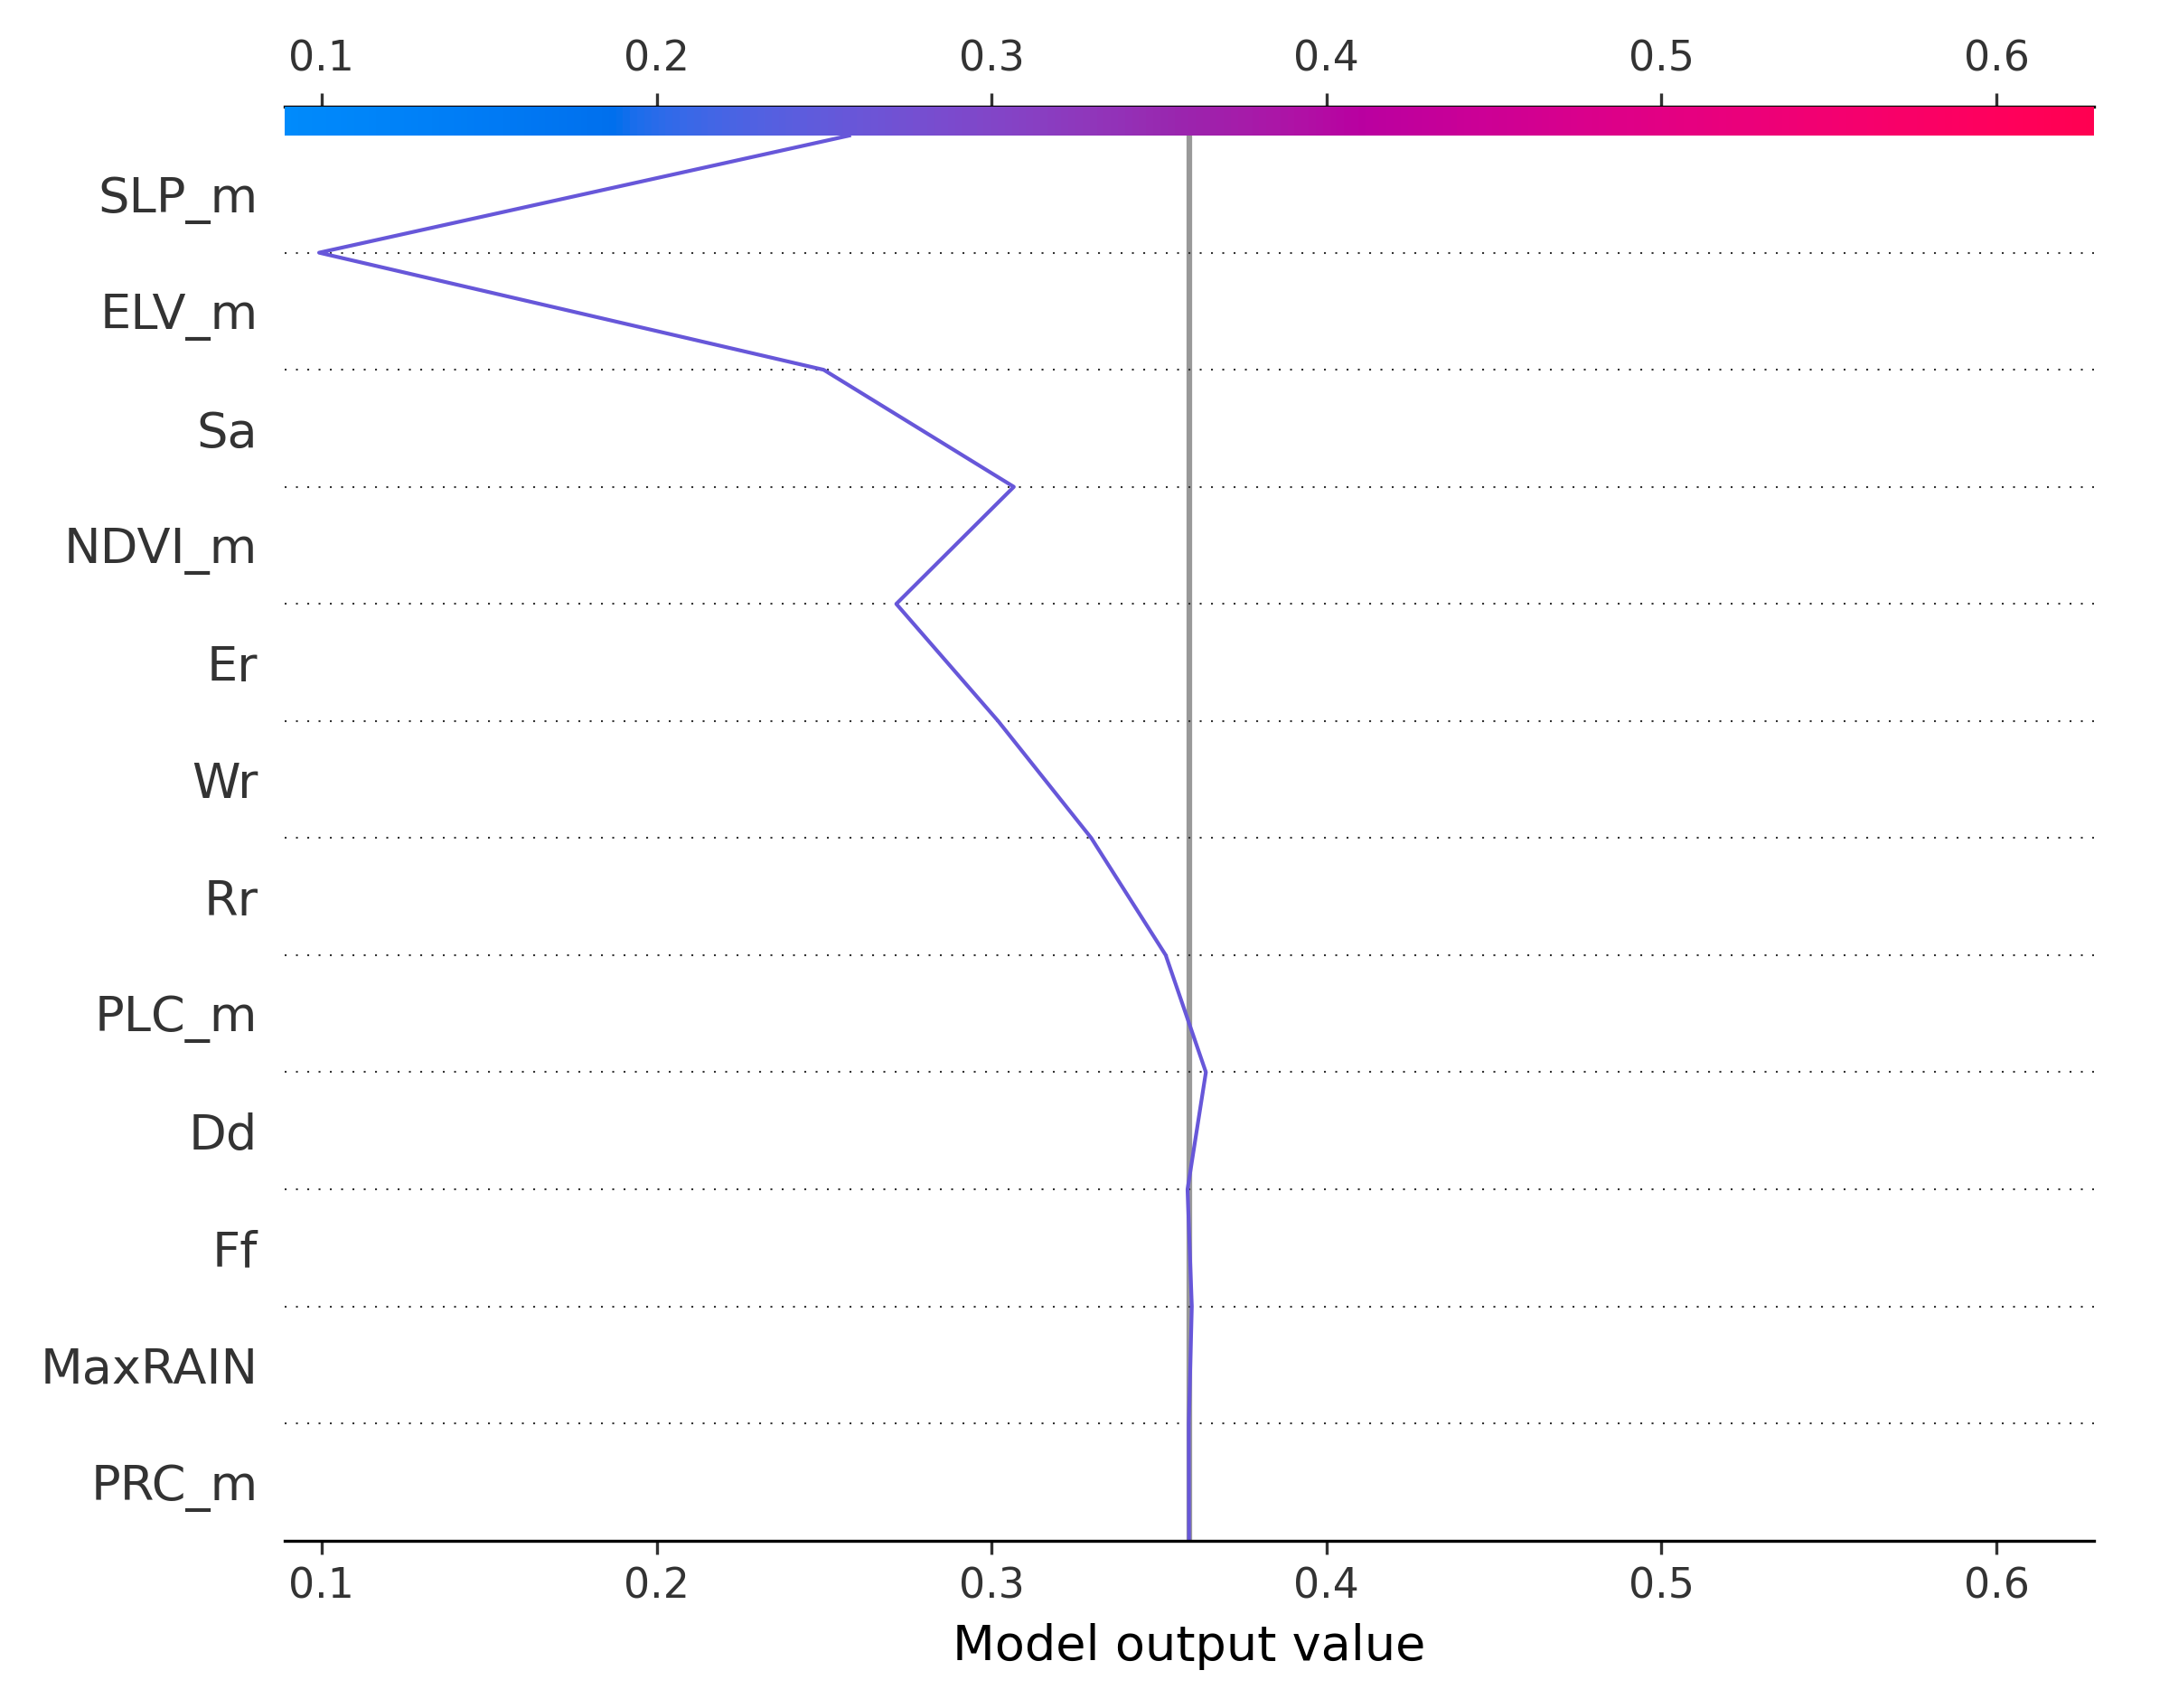 0.1 0.2 0.3 0.4 0.5 0.6
SLP_m
ELV_m
Sa
NDVI_m
Er
Wr
Rr
PLC_m
Dd
Ff
MaxRAIN
PRC_m
0.1 0.2 0.3 0.4 0.5 0.6
Model output value